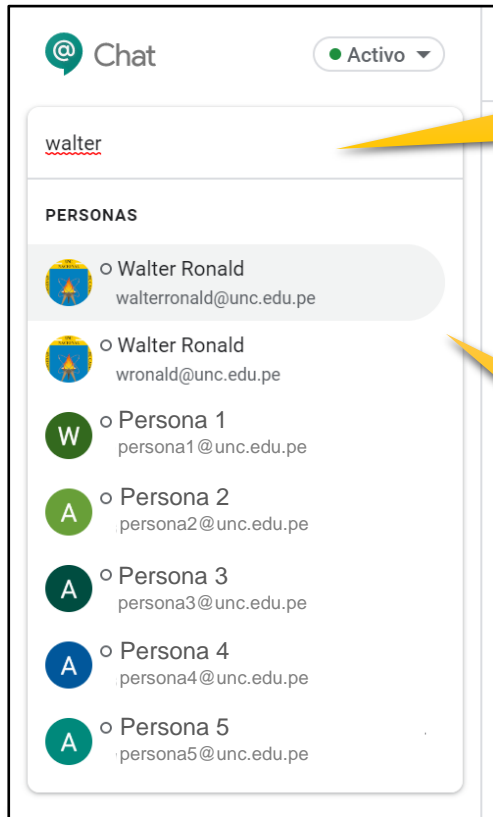 @ Chat
Activo
walter
PERSONAS
Walter Ronald
walterronald@unc.edu.pe
Walter Ronald
wronald@unc.edu.pe
W Persona 1
persona1@unc.edu.pe
A Persona 2
persona2@unc.edu.pe
A Persona 3
persona3@unc.edu.pe
A Persona 4
persona4@unc.edu.pe
A Persona 5
persona5@unc.edu.pe